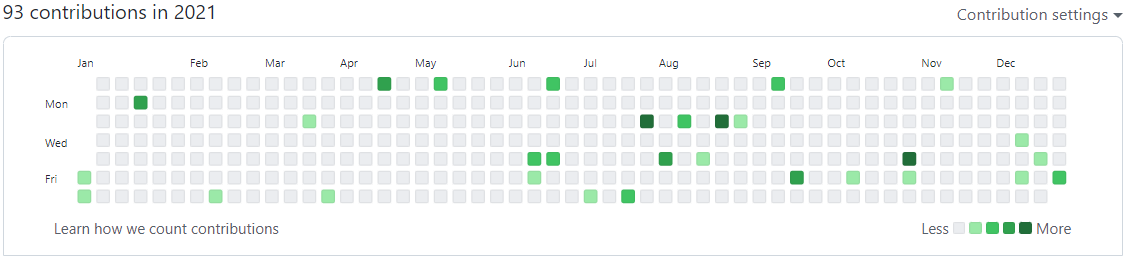 93 contributions in 2021
Contribution settings
Jan Feb Mar Apr May Jun Jul Aug Sep Oct Nov Dec
Mon
Wed
Fri
Learn how we count contributions
Less More